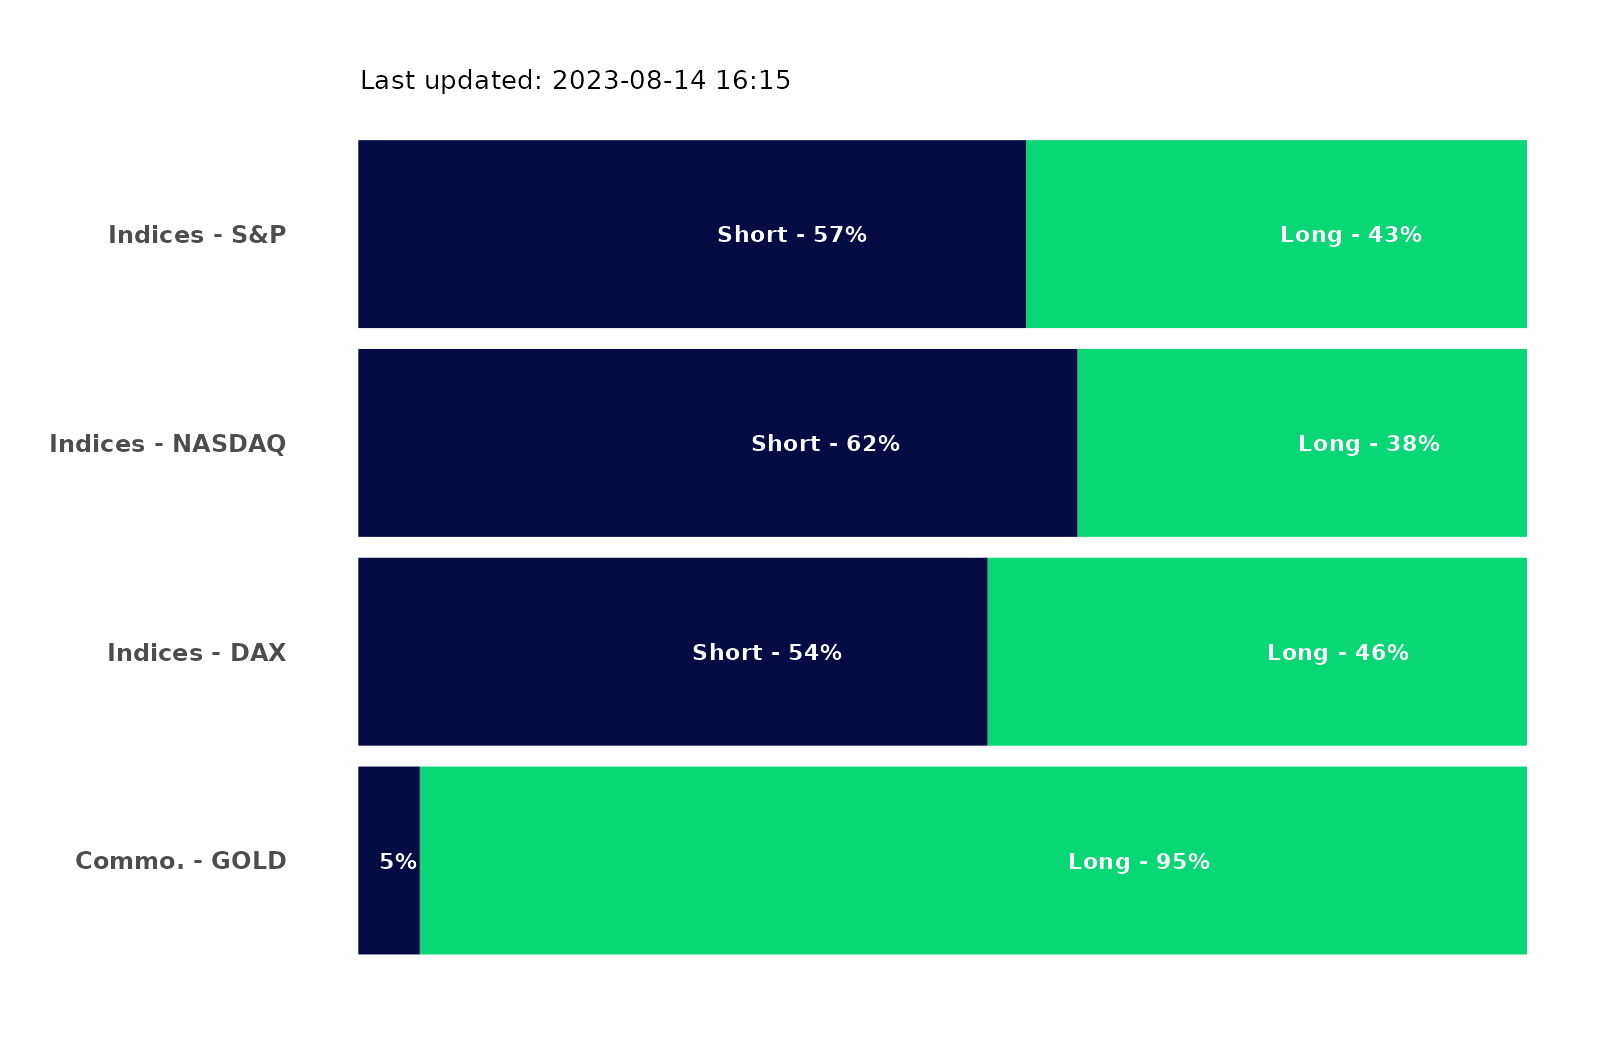 Last updated: 2023-08-14 16:15
Indices - S&P Short - 57% Long - 43%
Indices - NASDAQ Short - 62% Long - 38%
Indices - DAX Short - 54% Long - 46%
Commo. - GOLD 5% Long - 95%